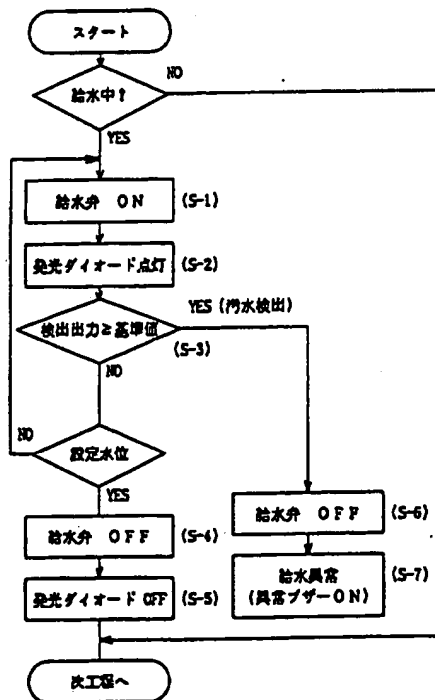 スタート
給水中?
NO
YES
給水弁 ON
(S-1)
発光ダイオード点灯
(S-2)
検出出力≥基準値
YES (汚水検出)
(S-3)
NO
NO
設定水位
YES
給水弁 OFF
(S-4)
給水弁 OFF
(S-6)
発光ダイオード OFF
(S-5)
給水異常
(異常ブザーON)
(S-7)
次工程へ